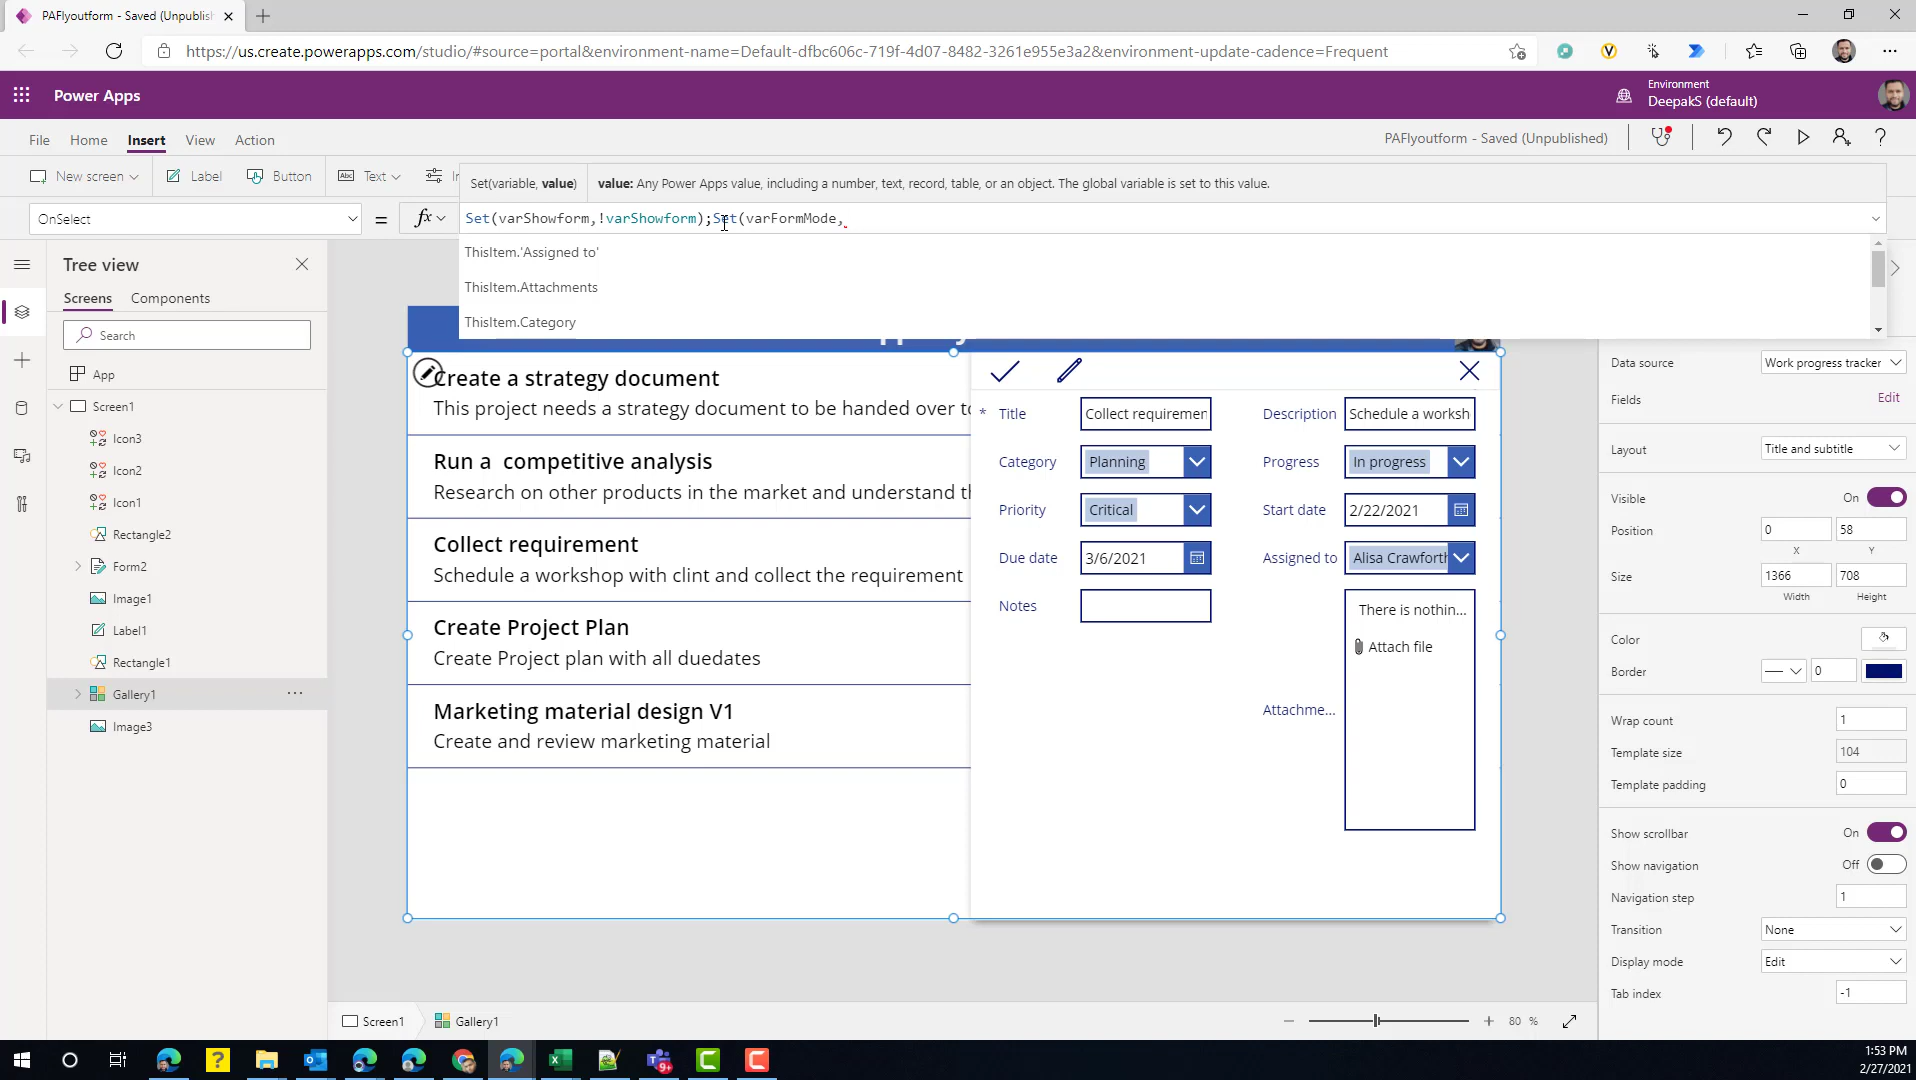 PAFlyoutform - Saved (Unpublish
https://us.create.powerapps.com/studio/#source=portal&environment-name=Default-dfbc606c-719f-4d07-8482-3261e955e3a2&environment-update-cadence=Frequent
Power Apps
Environment
DeepakS (default)
File Home Insert View Action
PAFlyoutform - Saved (Unpublished)
New screen Label Button Text In
Set(variable, value) value: Any Power Apps value, including a number, text, record, table, or an object. The global variable is set to this value.
OnSelect = fx Set(varShowform,!varShowform);Set(varFormMode,
ThisItem.'Assigned to'
ThisItem.Attachments
ThisItem.Category
Tree view
Screens Components
Search
App
Screen1
Icon3
Icon2
Icon1
Rectangle2
Form2
Image1
Label1
Rectangle1
Gallery1
Image3
Create a strategy document
This project needs a strategy document to be handed over to
Run a competitive analysis
Research on other products in the market and understand th
Collect requirement
Schedule a workshop with clint and collect the requirement
Create Project Plan
Create Project plan with all duedates
Marketing material design V1
Create and review marketing material
* Title Collect requiremen Description Schedule a worksh
Category Planning Progress In progress
Priority Critical Start date 2/22/2021
Due date 3/6/2021 Assigned to Alisa Crawforth
Notes
There is nothin...
Attach file
Attachme...
Data source Work progress tracker
Fields Edit
Layout Title and subtitle
Visible On
Position 0 58
X Y
Size 1366 708
Width Height
Color
Border 0
Wrap count 1
Template size 104
Template padding 0
Show scrollbar On
Show navigation Off
Navigation step 1
Transition None
Display mode Edit
Tab index -1
Screen1 Gallery1
80 %
1:53 PM
2/27/2021